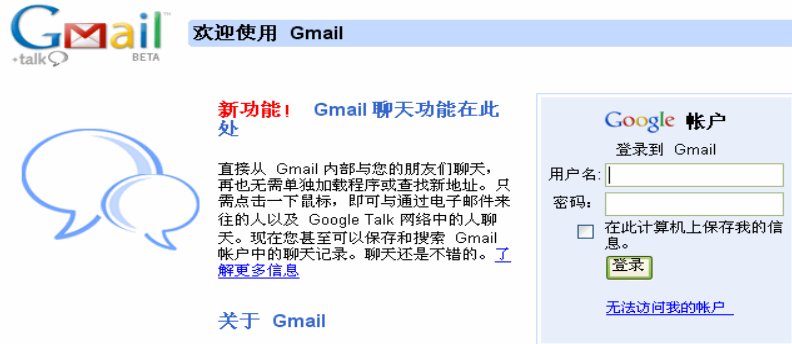 Gmail
+talk BETA
欢迎使用 Gmail
新功能! Gmail 聊天功能在此
处
直接从 Gmail 内部与您的朋友们聊天，
再也无需单独加载程序或查找新地址。只
需点击一下鼠标，即可与通过电子邮件来
往的人以及 Google Talk 网络中的人聊
天。现在您甚至可以保存和搜索 Gmail
帐户中的聊天记录。聊天还是不错的。了
解更多信息
关于 Gmail
Google 帐户
登录到 Gmail
用户名:
密码:
在此计算机上保存我的信
息。
登录
无法访问我的帐户